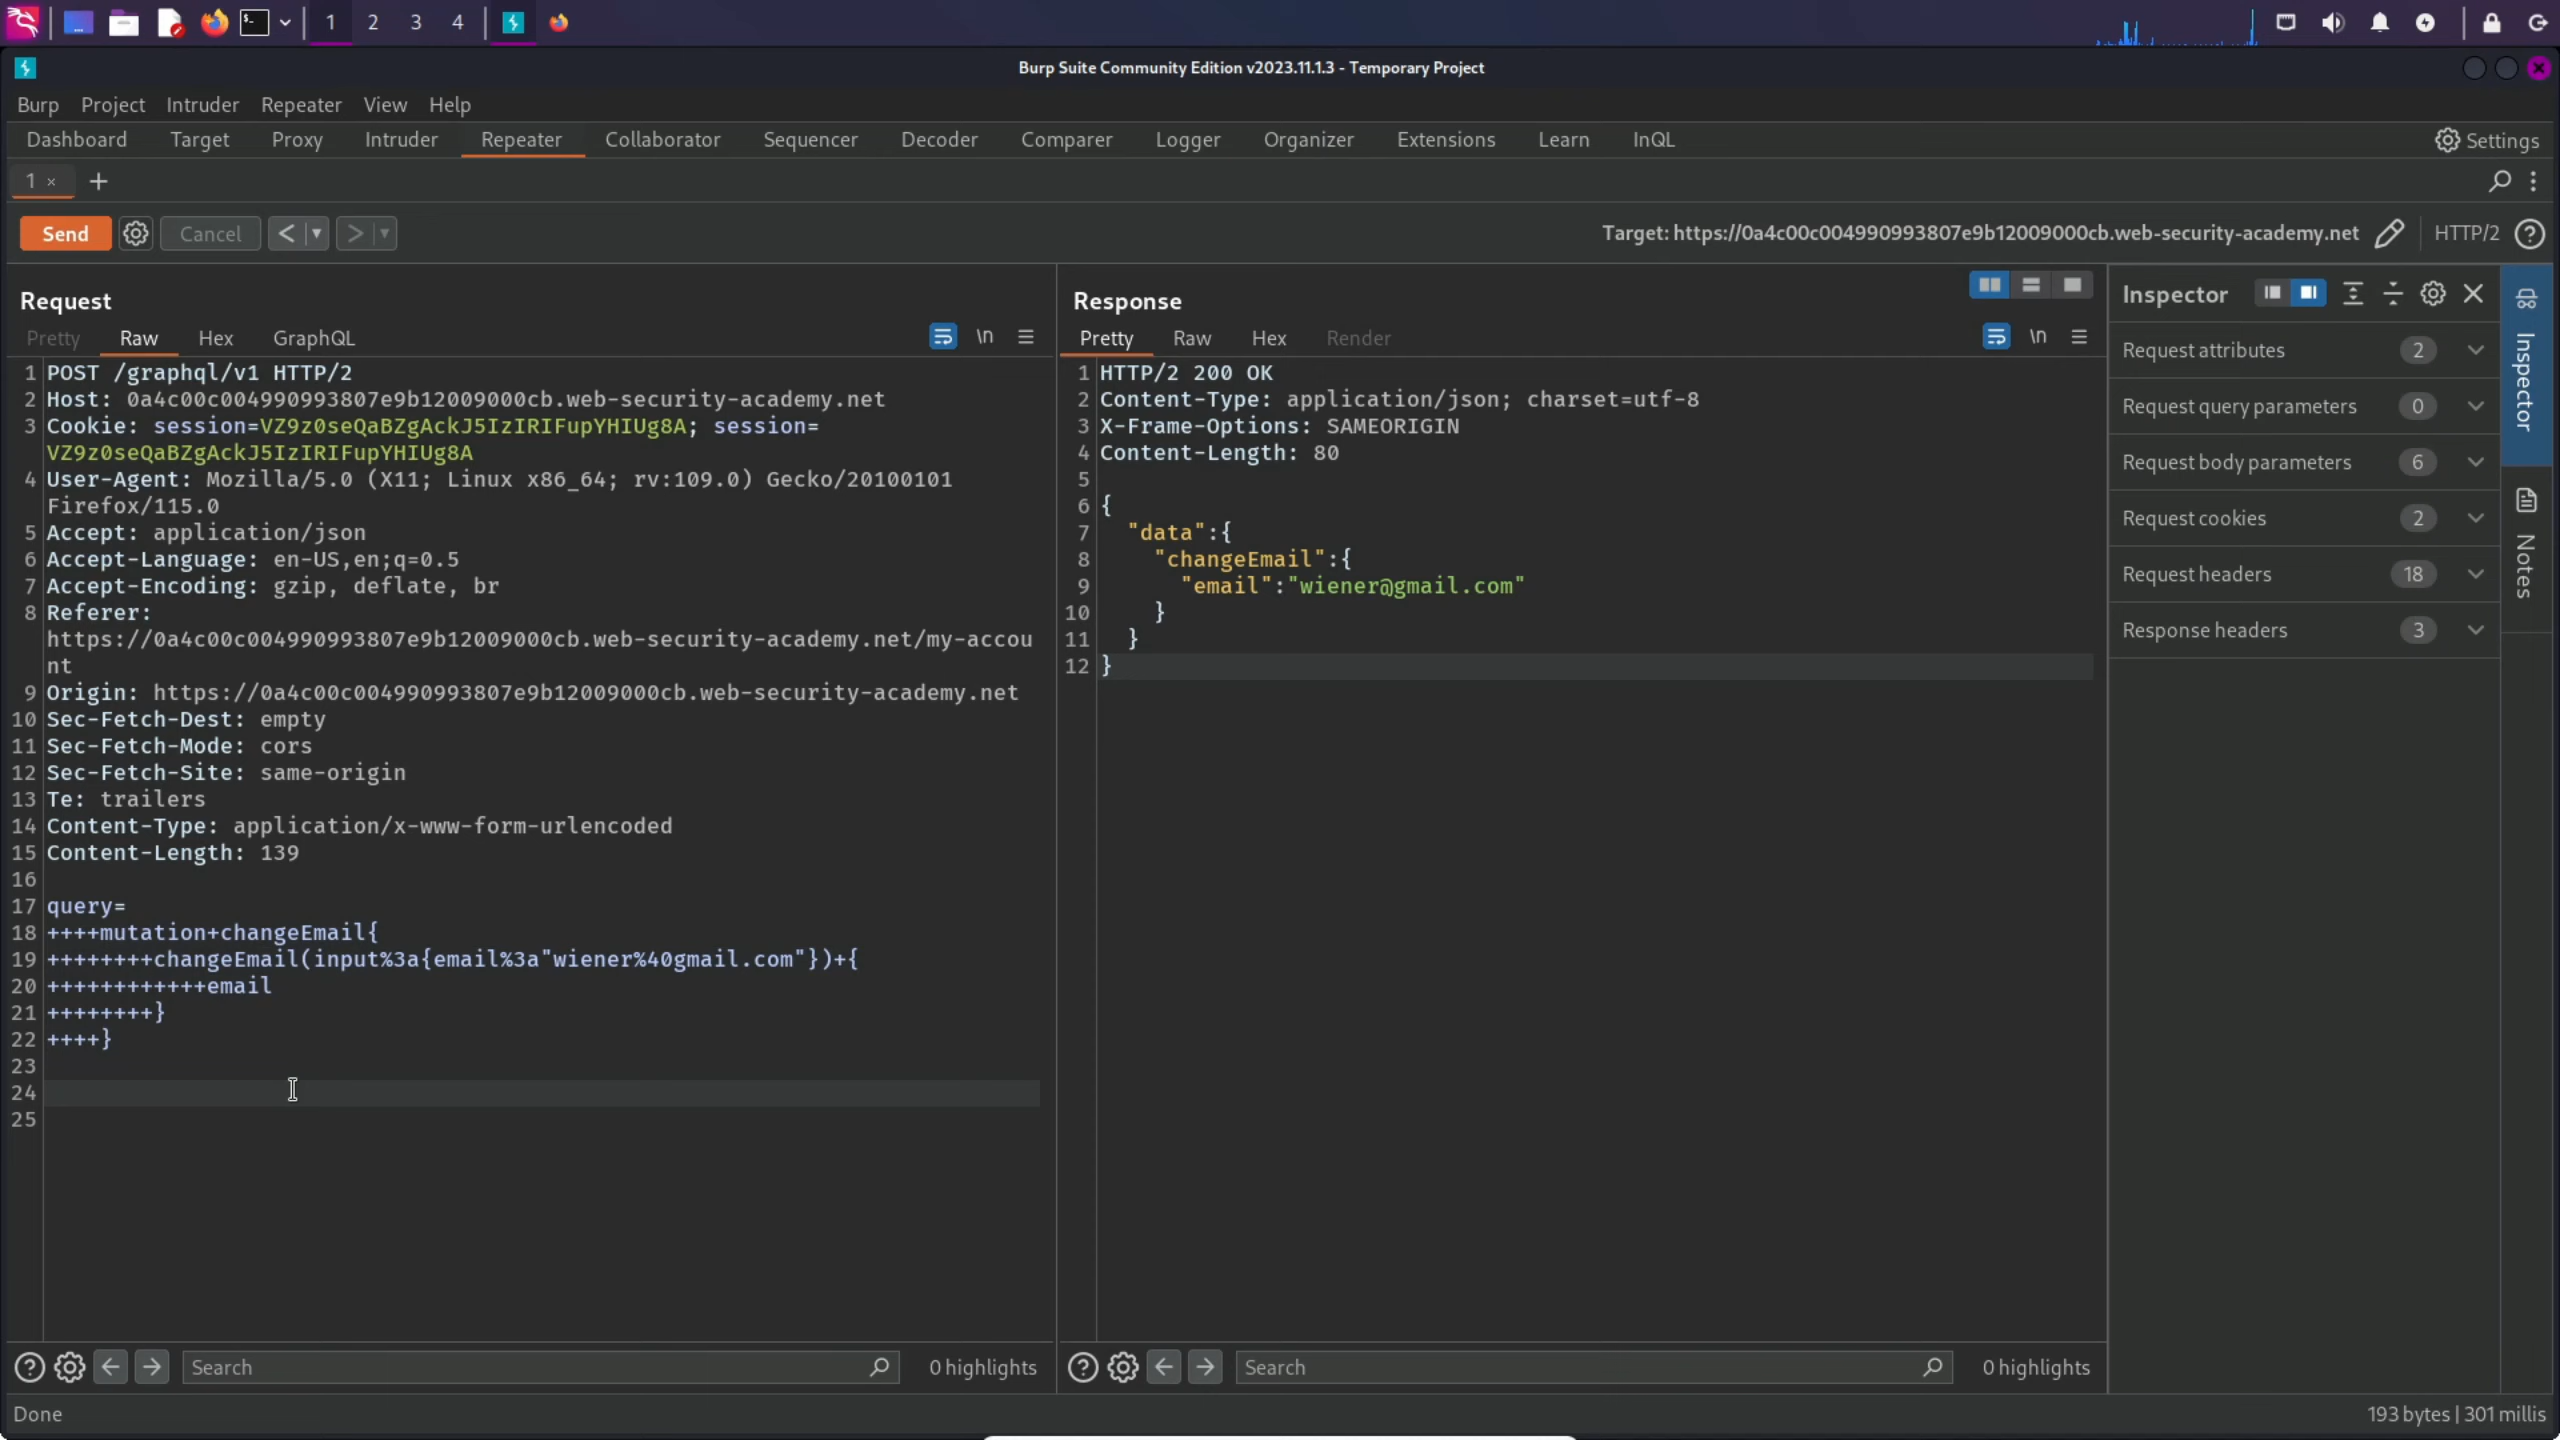 1 2 3 4
Burp Suite Community Edition v2023.11.1.3 - Temporary Project
Burp Project Intruder Repeater View Help
Dashboard Target Proxy Intruder Repeater Collaborator Sequencer Decoder Comparer Logger Organizer Extensions Learn InQL Settings
1 × +
Send Cancel < > Target: https://0a4c00c004990993807e9b12009000cb.web-security-academy.net HTTP/2
Request
Pretty Raw Hex GraphQL \n
1 POST /graphql/v1 HTTP/2
2 Host: 0a4c00c004990993807e9b12009000cb.web-security-academy.net
3 Cookie: session=VZ9z0seQaBZgAckJ5IzIRIFupYHIUg8A; session=
VZ9z0seQaBZgAckJ5IzIRIFupYHIUg8A
4 User-Agent: Mozilla/5.0 (X11; Linux x86_64; rv:109.0) Gecko/20100101
Firefox/115.0
5 Accept: application/json
6 Accept-Language: en-US,en;q=0.5
7 Accept-Encoding: gzip, deflate, br
8 Referer:
https://0a4c00c004990993807e9b12009000cb.web-security-academy.net/my-accou
nt
9 Origin: https://0a4c00c004990993807e9b12009000cb.web-security-academy.net
10 Sec-Fetch-Dest: empty
11 Sec-Fetch-Mode: cors
12 Sec-Fetch-Site: same-origin
13 Te: trailers
14 Content-Type: application/x-www-form-urlencoded
15 Content-Length: 139
16
17 query=
18 ++++mutation+changeEmail{
19 ++++++++changeEmail(input%3a{email%3a"wiener%40gmail.com"})+{
20 ++++++++++++email
21 ++++++++}
22 ++++}
23
24
25
Search 0 highlights
Response
Pretty Raw Hex Render \n
1 HTTP/2 200 OK
2 Content-Type: application/json; charset=utf-8
3 X-Frame-Options: SAMEORIGIN
4 Content-Length: 80
5
6 {
7 "data":{
8 "changeEmail":{
9 "email":"wiener@gmail.com"
10 }
11 }
12 }
Search 0 highlights
Inspector
Request attributes 2
Request query parameters 0
Request body parameters 6
Request cookies 2
Request headers 18
Response headers 3
Inspector
Notes
Done 193 bytes | 301 millis